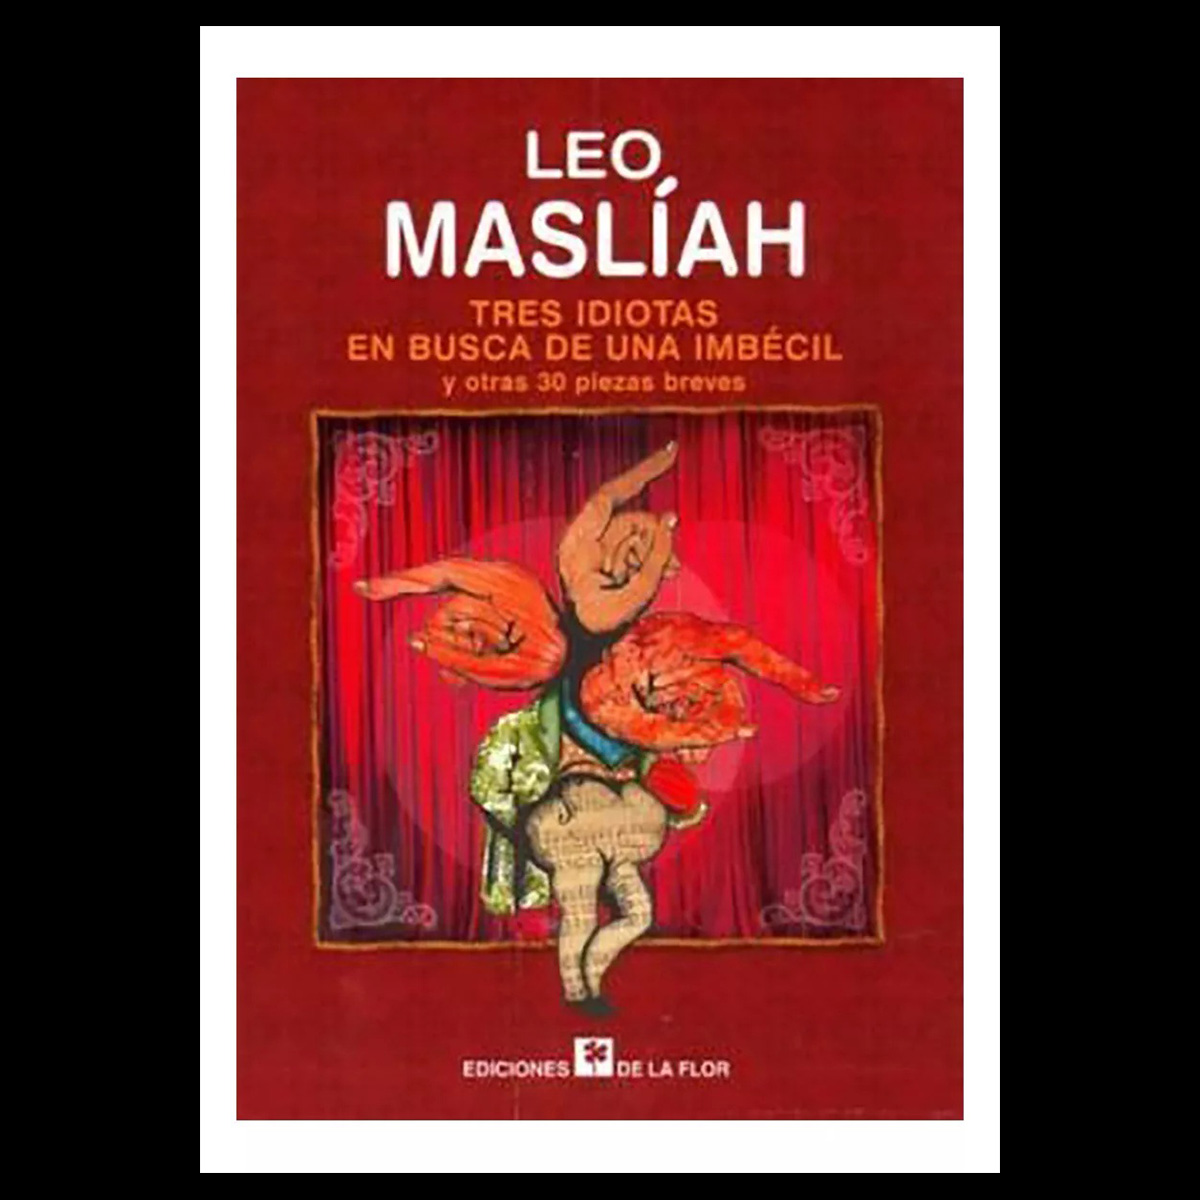 LEO
MASLÍAH
TRES IDIOTAS
EN BUSCA DE UNA IMBÉCIL
y otras 30 piezas breves
EDICIONES DE LA FLOR